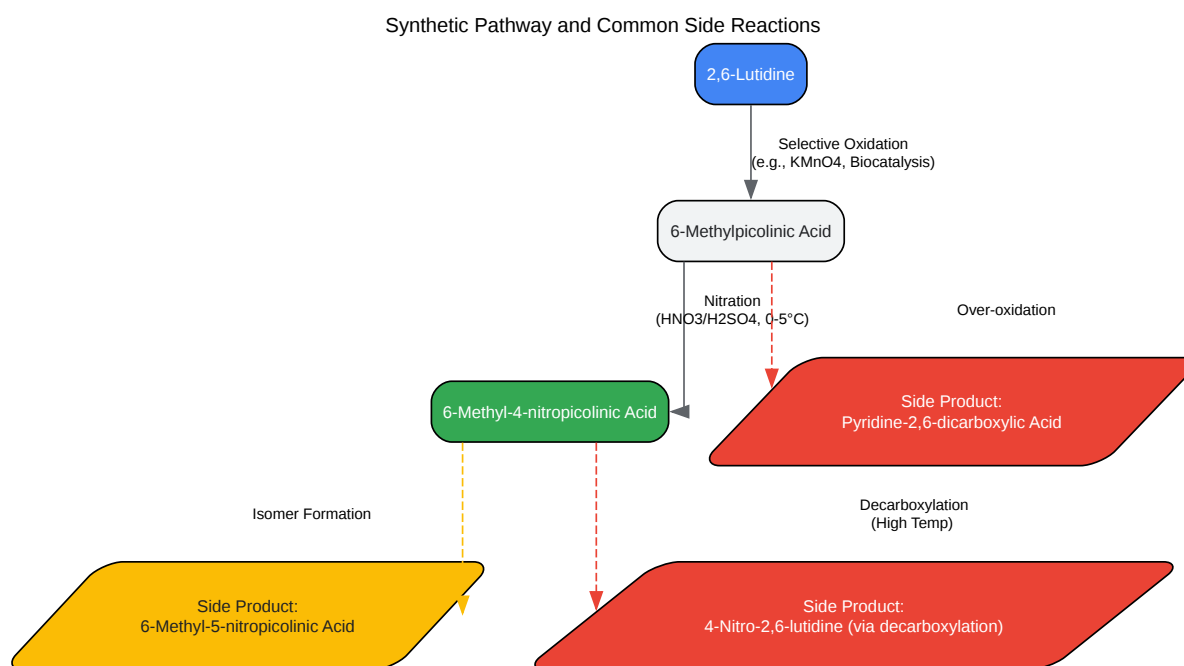 Synthetic Pathway and Common Side Reactions
2,6-Lutidine
Selective Oxidation
(e.g., KMnO4, Biocatalysis)
6-Methylpicolinic Acid
Nitration
(HNO3/H2SO4, 0-5°C)
Over-oxidation
Side Product:
Pyridine-2,6-dicarboxylic Acid
6-Methyl-4-nitropicolinic Acid
Isomer Formation
Decarboxylation
(High Temp)
Side Product:
6-Methyl-5-nitropicolinic Acid
Side Product:
4-Nitro-2,6-lutidine (via decarboxylation)